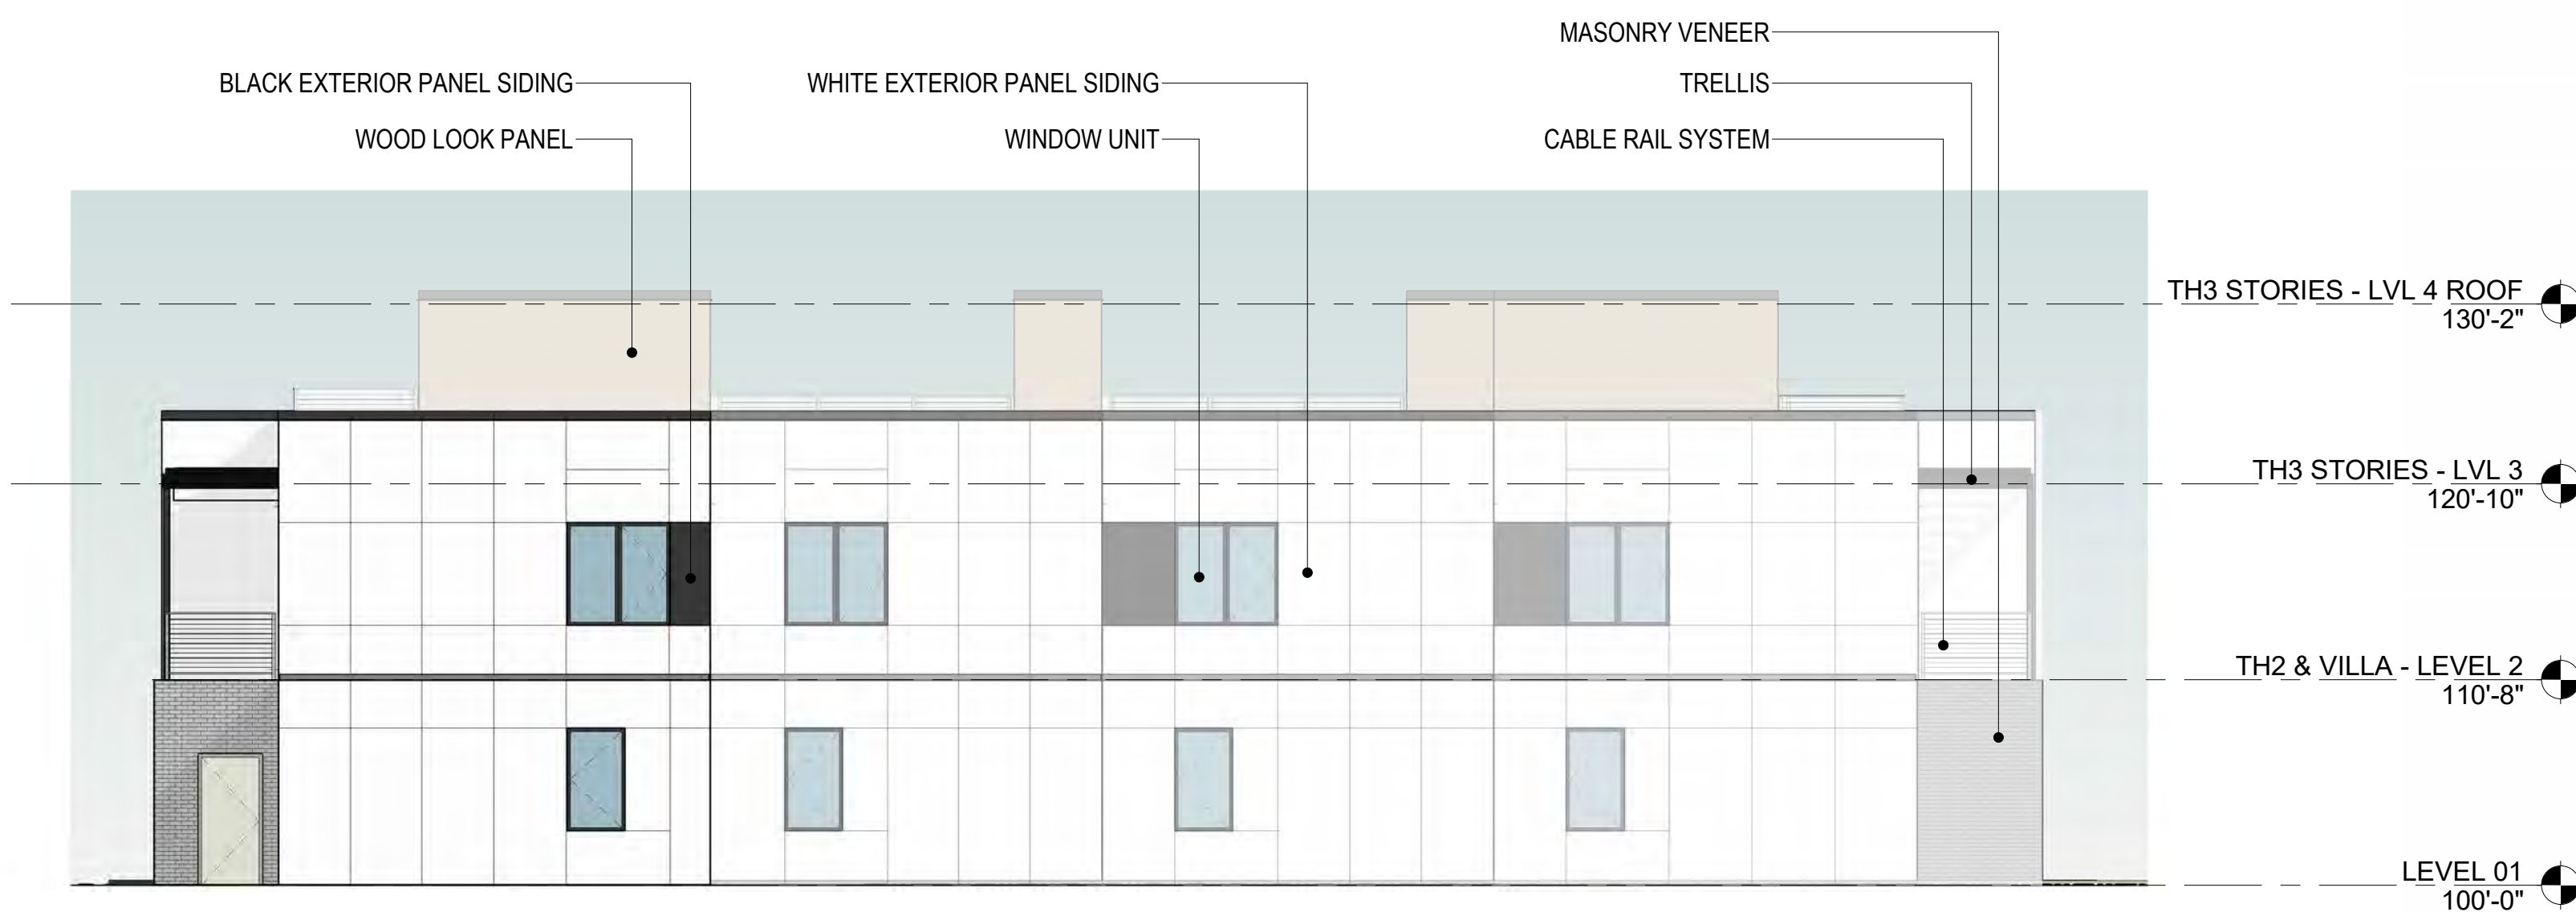 MASONRY VENEER
BLACK EXTERIOR PANEL SIDING
WHITE EXTERIOR PANEL SIDING
TRELLIS
WOOD LOOK PANEL
WINDOW UNIT
CABLE RAIL SYSTEM
TH3 STORIES - LVL 4 ROOF
130'-2"
TH3 STORIES - LVL 3
120'-10"
TH2 & VILLA - LEVEL 2
110'-8"
LEVEL 01
100'-0"